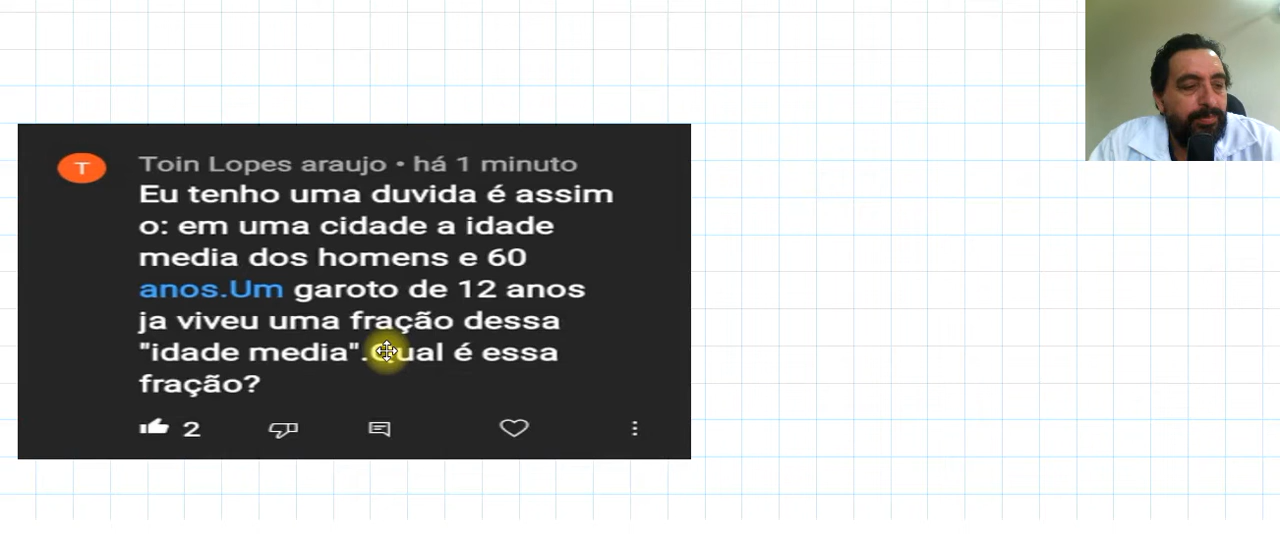 T
Toin Lopes araujo • há 1 minuto
Eu tenho uma duvida é assim
o: em uma cidade a idade
media dos homens e 60
anos.Um garoto de 12 anos
ja viveu uma fração dessa
"idade media".Qual é essa
fração?
2